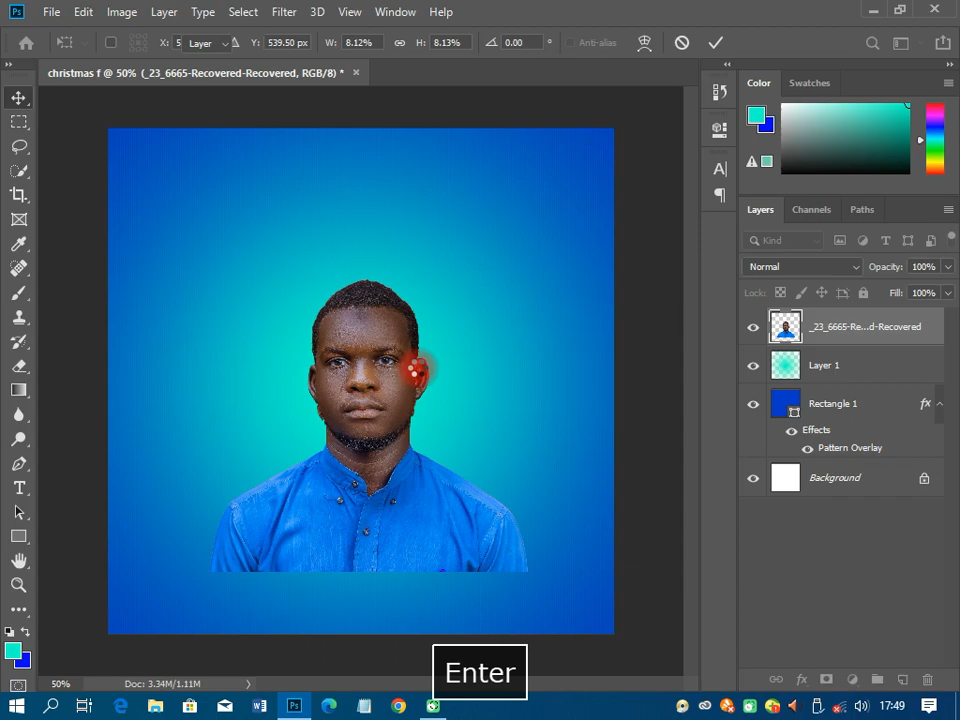 Ps File Edit Image Layer Type Select Filter 3D View Window Help
X: 5 Layer Y: 539.50 px W: 8.12% H: 8.13% 0.00 ° Anti-alias
christmas f @ 50% (_23_6665-Recovered-Recovered, RGB/8) * ×
Color Swatches
Layers Channels Paths
Kind
Normal Opacity: 100%
Lock: Fill: 100%
_23_6665-Re...d-Recovered
Layer 1
Rectangle 1 fx
Effects
Pattern Overlay
Background
Enter
50% Doc: 3.34M/1.11M
17:49